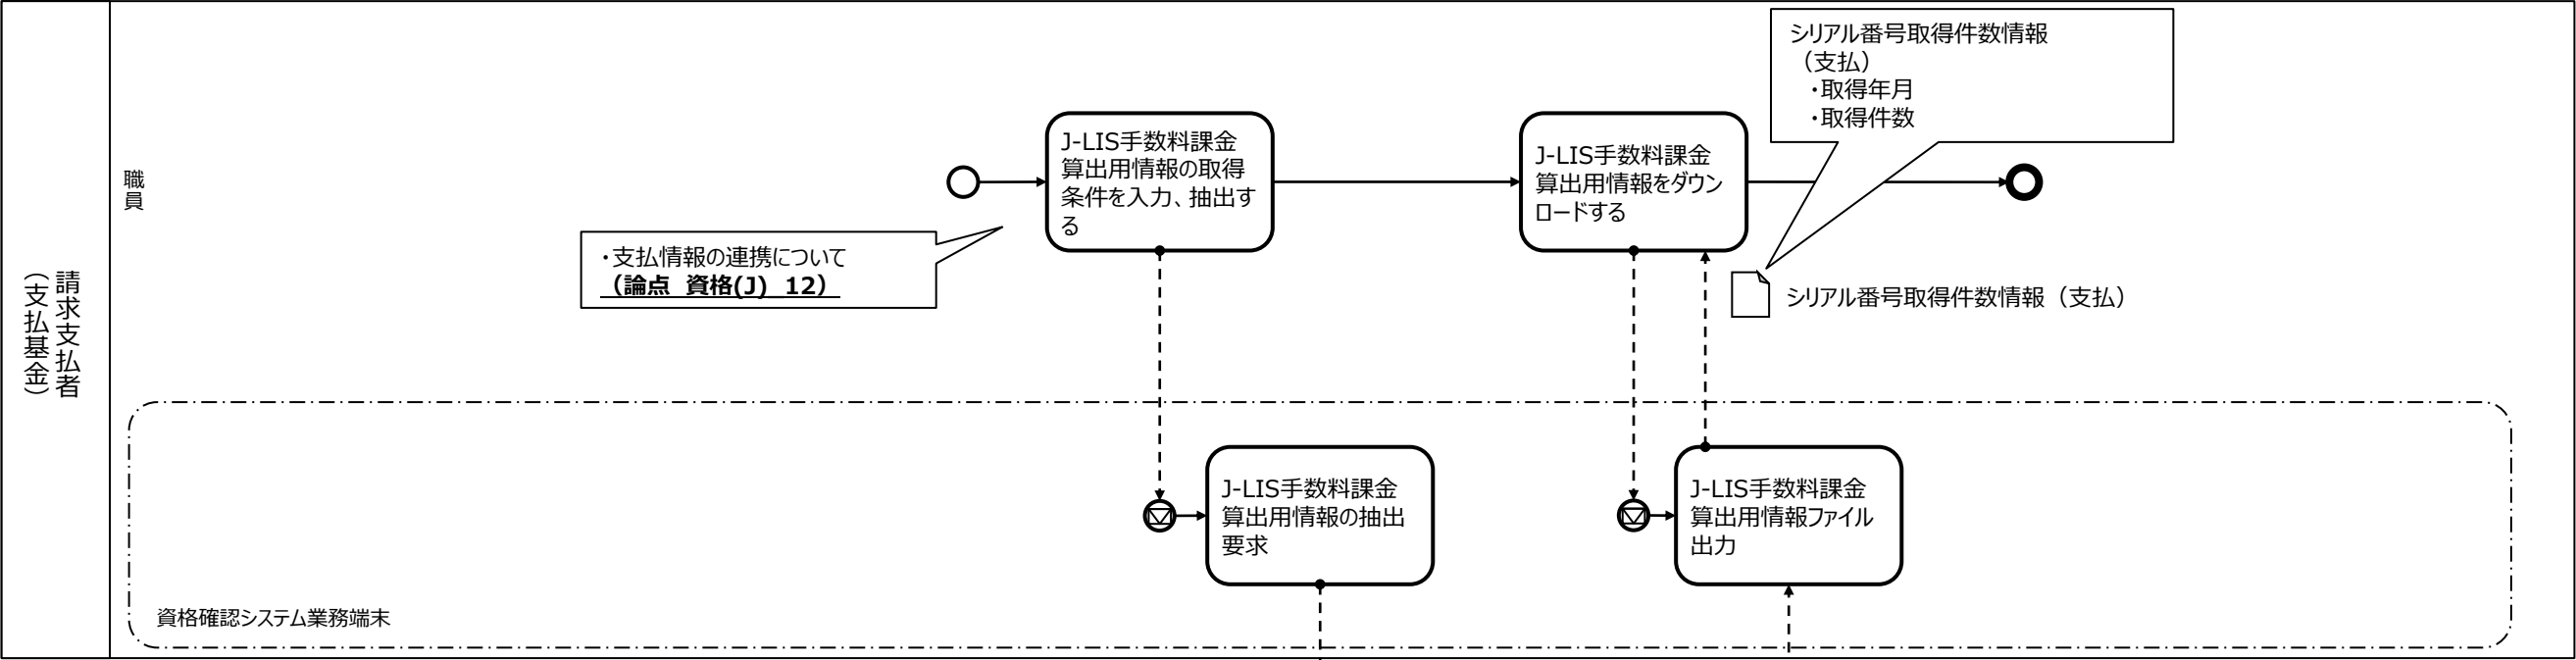 請求支払者
（支払基金）
職員
・支払情報の連携について
（論点　資格(J)_12）
J-LIS手数料課金
算出用情報の取得
条件を入力、抽出す
る
J-LIS手数料課金
算出用情報をダウン
ロードする
シリアル番号取得件数情報
（支払）
・取得年月
・取得件数
シリアル番号取得件数情報（支払）
J-LIS手数料課金
算出用情報の抽出
要求
J-LIS手数料課金
算出用情報ファイル
出力
資格確認システム業務端末